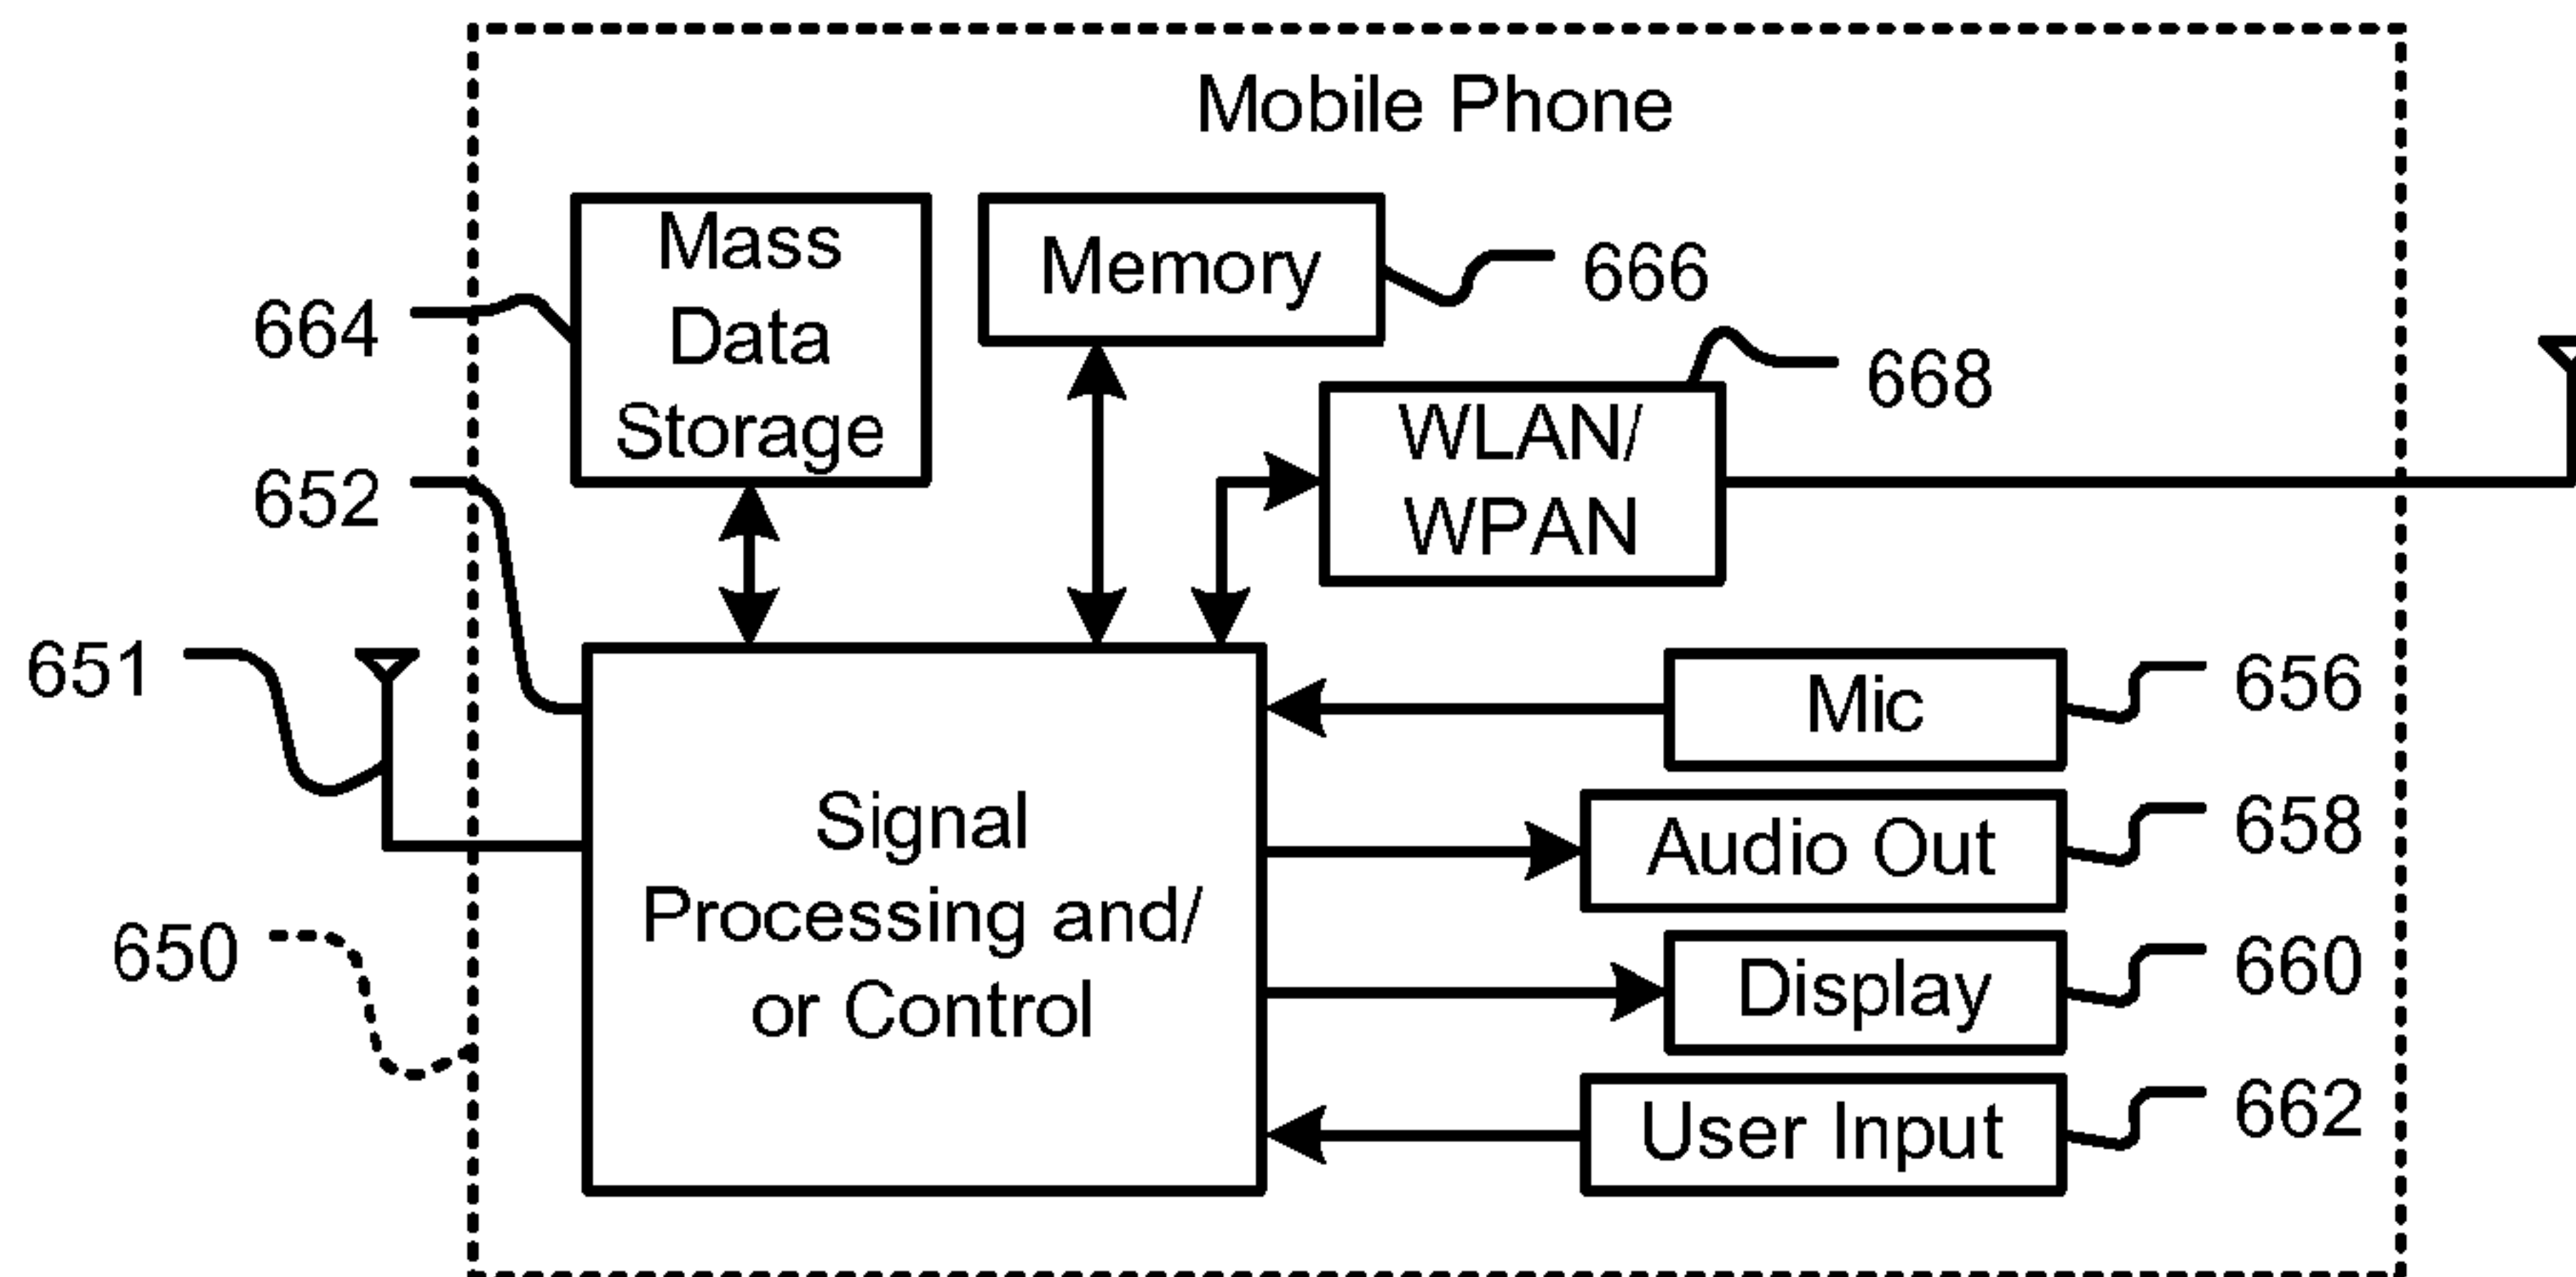 Mobile Phone
Mass
Data
Storage
664
Memory
666
668
WLAN/
WPAN
652
651
Mic
656
Signal
Processing and/
or Control
Audio Out
658
650
Display
660
User Input
662